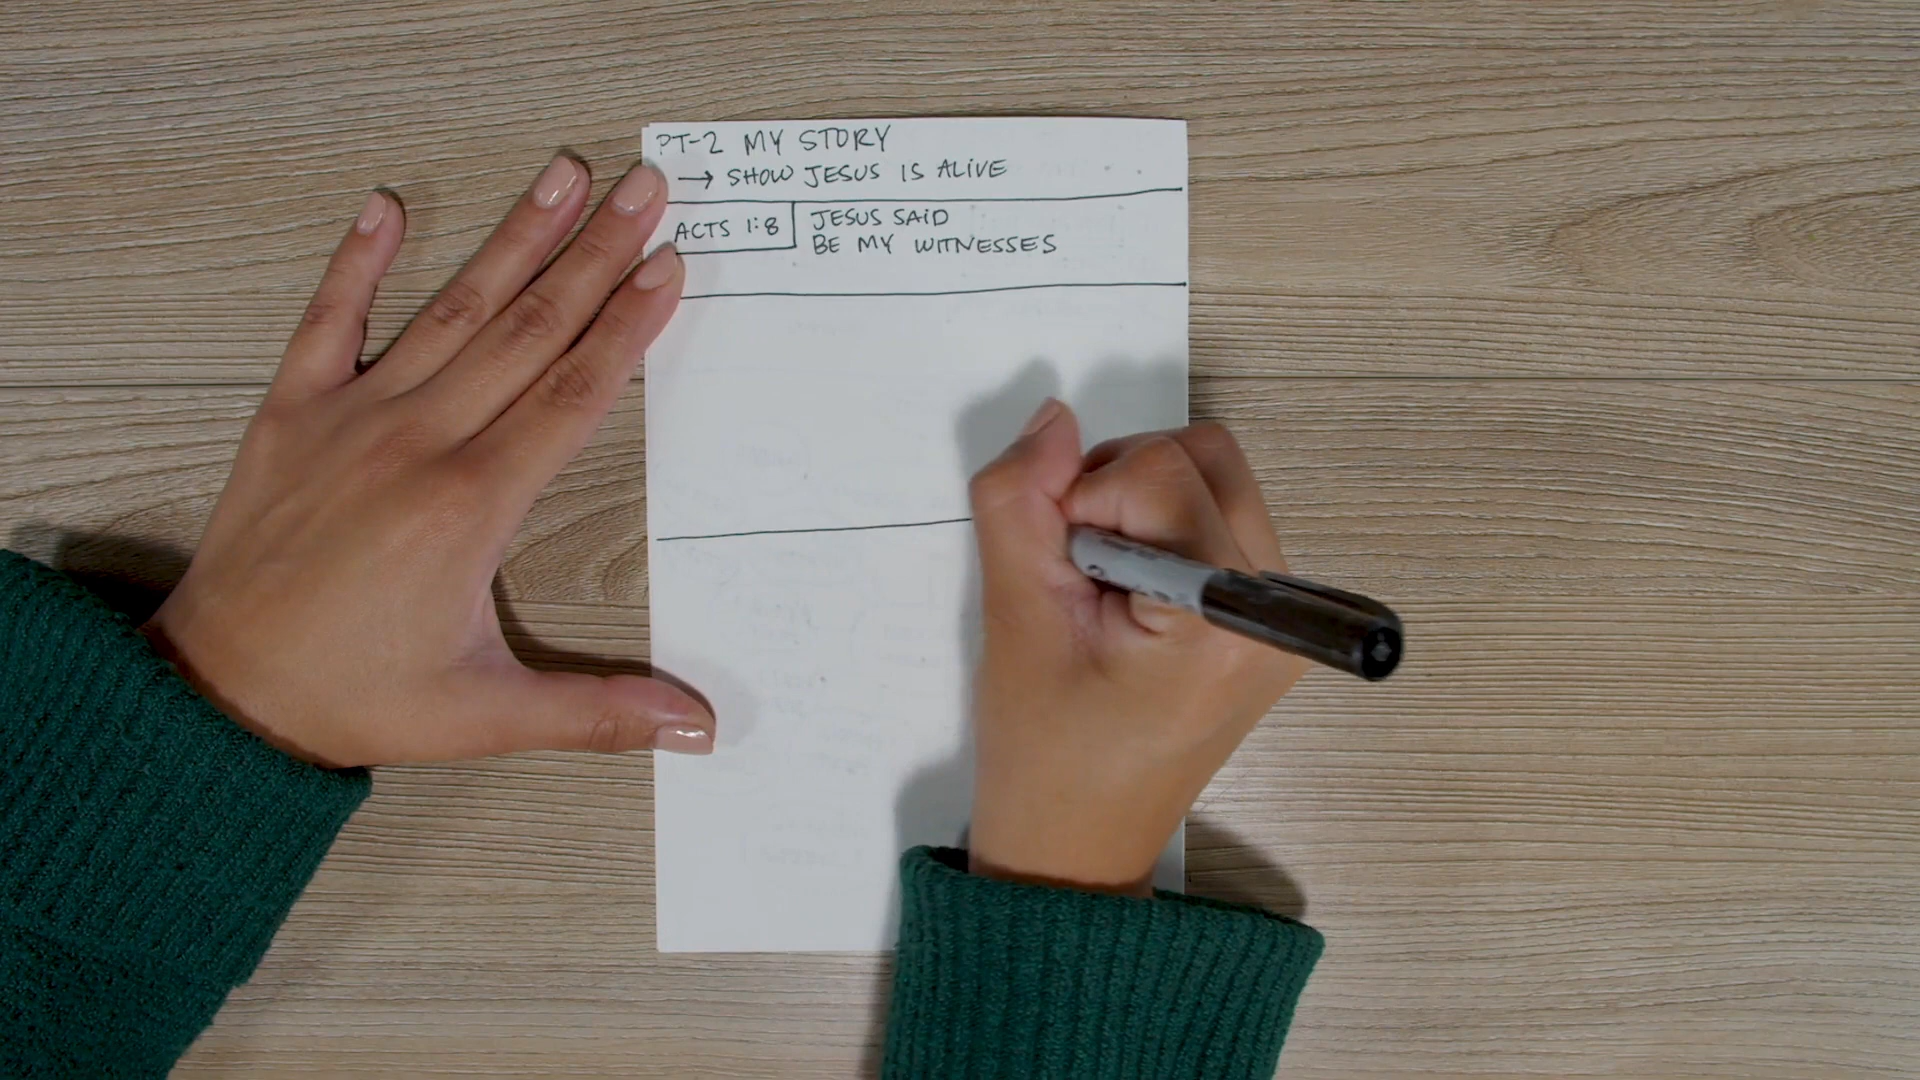 PT-2 MY STORY
→ SHOW JESUS IS ALIVE
ACTS 1:8
JESUS SAID
BE MY WITNESSES